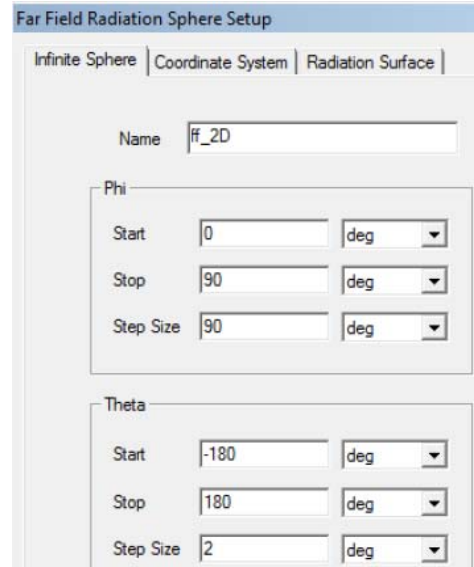 Far Field Radiation Sphere Setup
Infinite Sphere Coordinate System Radiation Surface
Name ff_2D
Phi
Start 0 deg
Stop 90 deg
Step Size 90 deg
Theta
Start -180 deg
Stop 180 deg
Step Size 2 deg